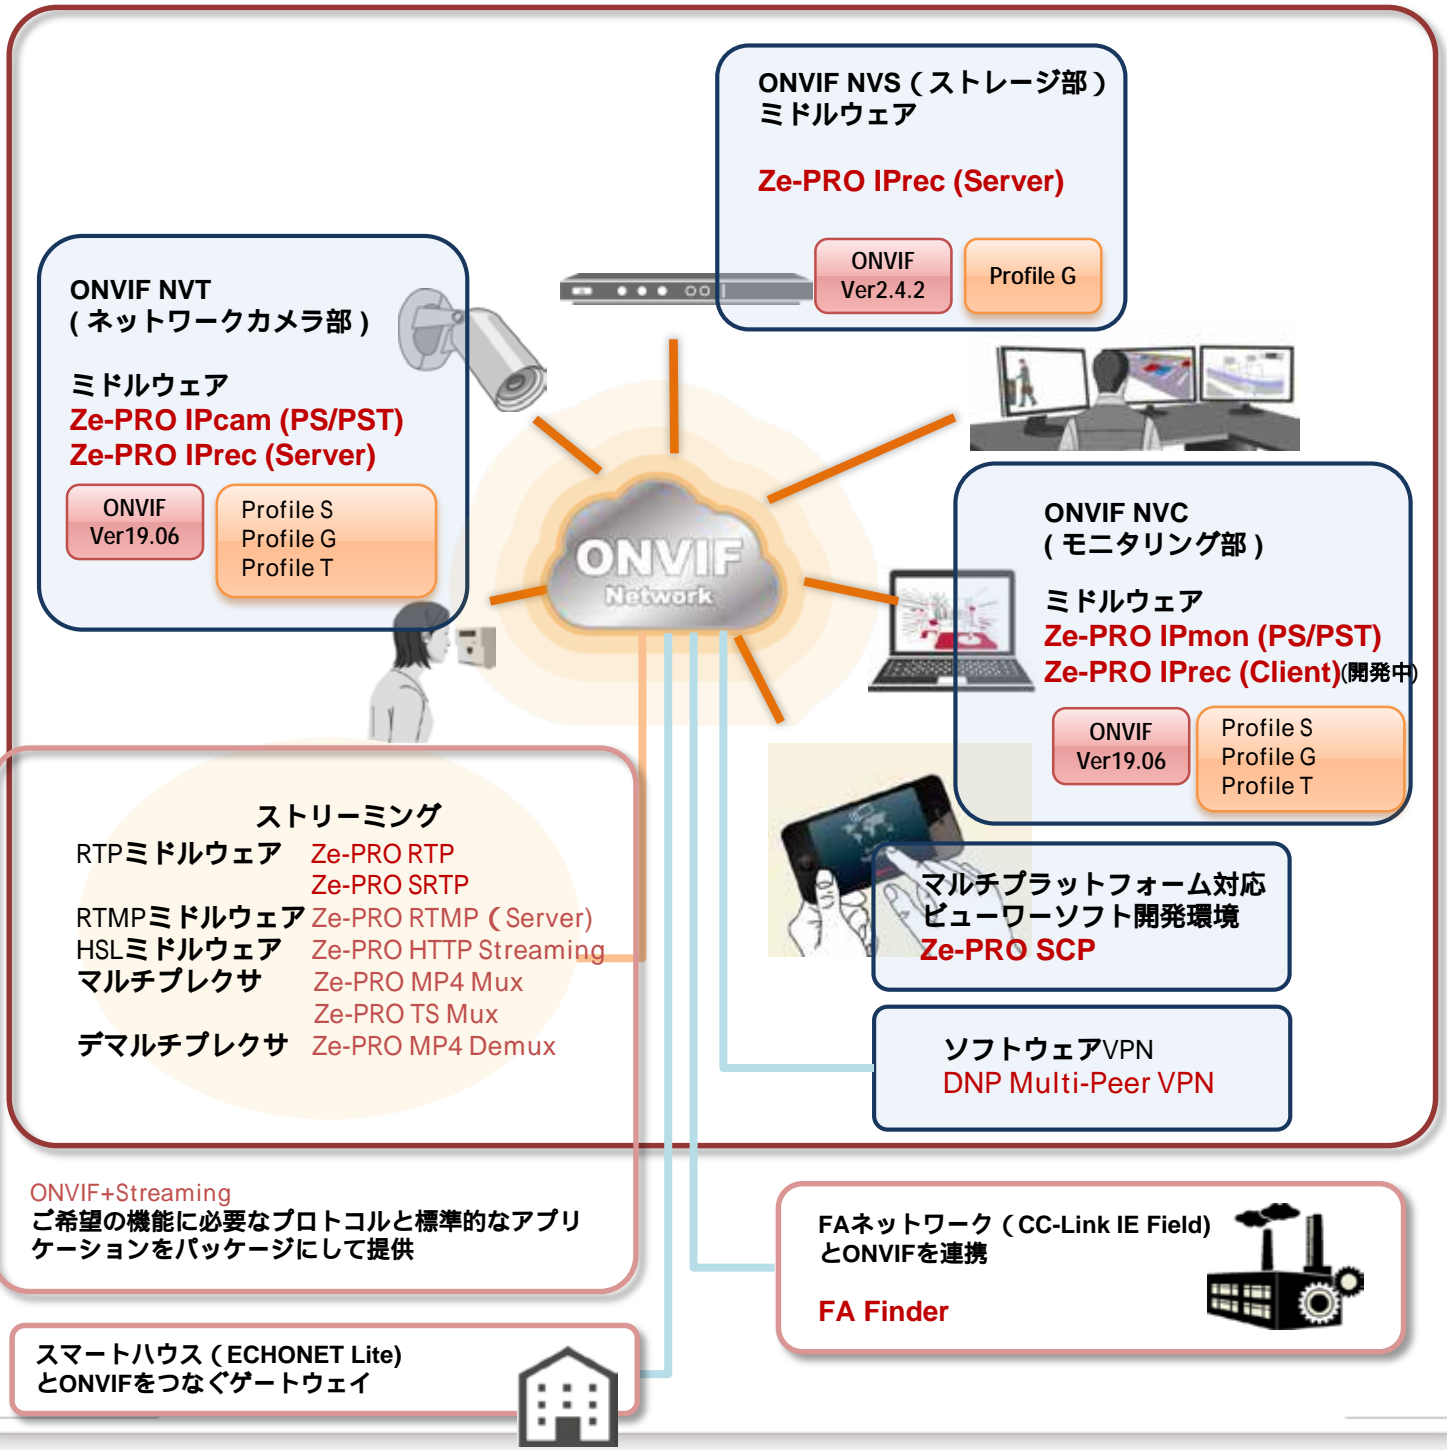 ONVIF NVS（ストレージ部）
ミドルウェア
Ze-PRO IPrec (Server)
ONVIF
Ver2.4.2
Profile G
ONVIF NVT
(ネットワークカメラ部)
ミドルウェア
Ze-PRO IPcam (PS/PST)
Ze-PRO IPrec (Server)
ONVIF
Ver19.06
Profile S
Profile G
Profile T
ONVIF
Network
ONVIF NVC
(モニタリング部)
ミドルウェア
Ze-PRO IPmon (PS/PST)
Ze-PRO IPrec (Client)(開発中)
ONVIF
Ver19.06
Profile S
Profile G
Profile T
ストリーミング
RTPミドルウェア Ze-PRO RTP
Ze-PRO SRTP
RTMPミドルウェア Ze-PRO RTMP（Server)
HSLミドルウェア Ze-PRO HTTP Streaming
マルチプレクサ Ze-PRO MP4 Mux
Ze-PRO TS Mux
デマルチプレクサ Ze-PRO MP4 Demux
マルチプラットフォーム対応
ビューワーソフト開発環境
Ze-PRO SCP
ソフトウェアVPN
DNP Multi-Peer VPN
ONVIF+Streaming
ご希望の機能に必要なプロトコルと標準的なアプリ
ケーションをパッケージにして提供
FAネットワーク（CC-Link IE Field)
とONVIFを連携
FA Finder
スマートハウス（ECHONET Lite)
とONVIFをつなぐゲートウェイ